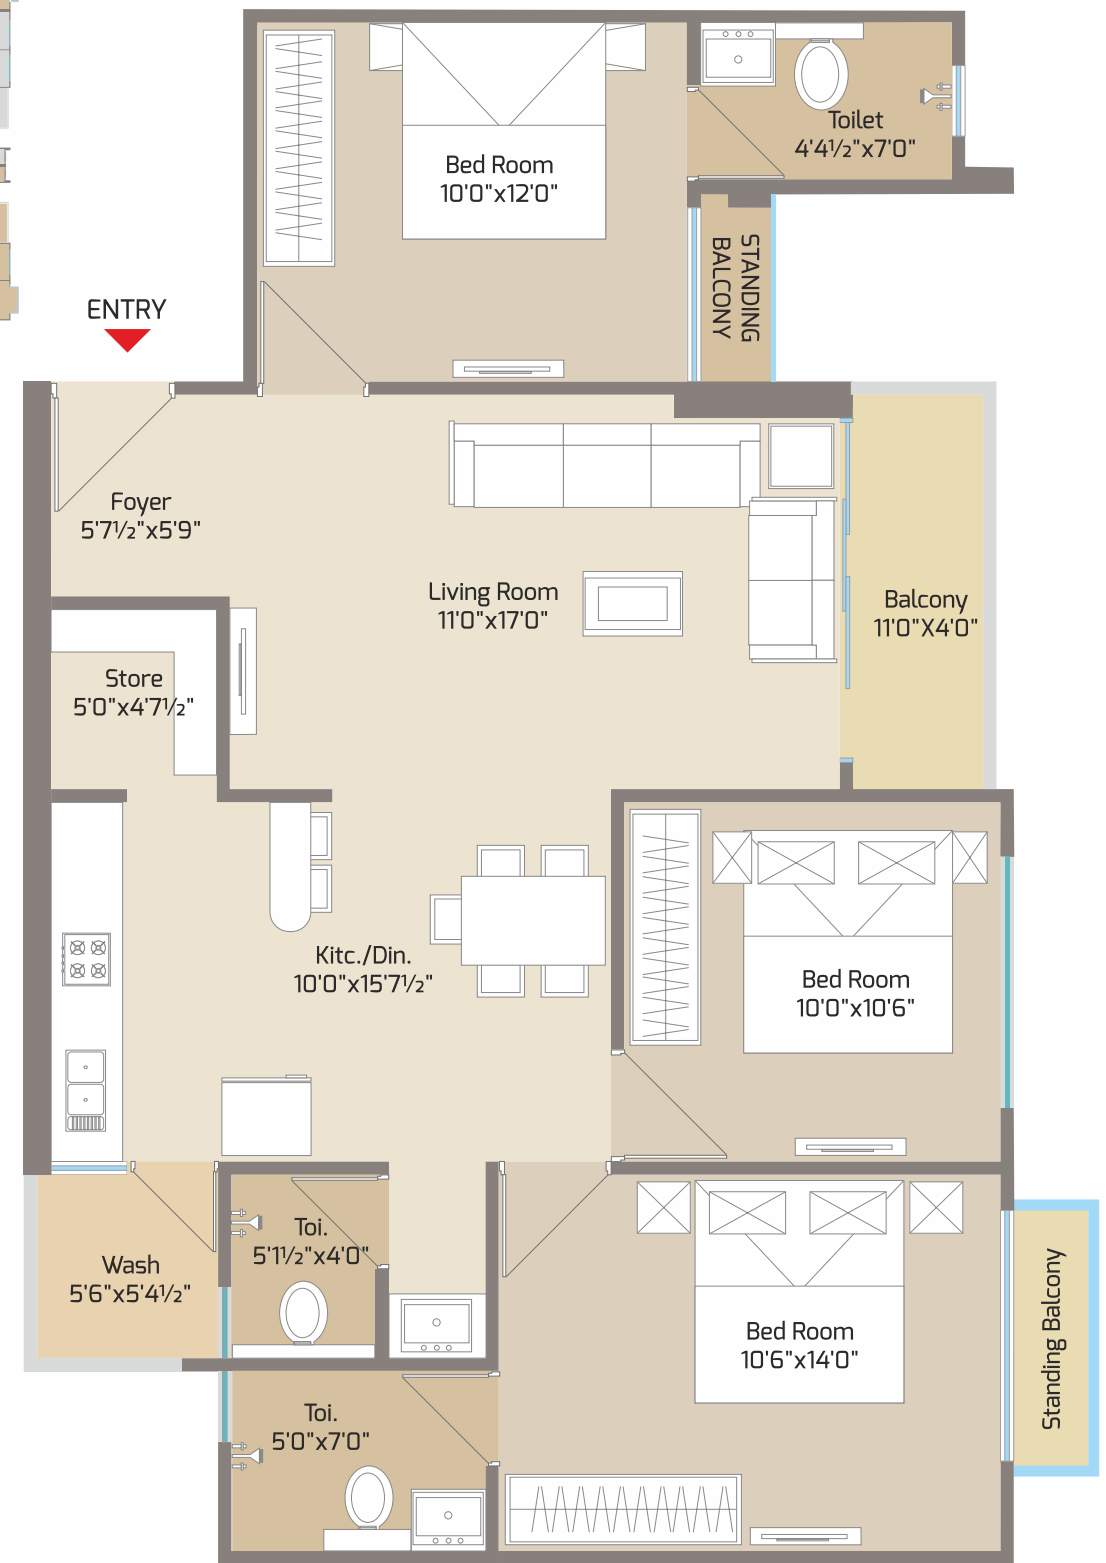 Toilet
4'4½"x7'0"
Bed Room
10'0"x12'0"
STANDING
BALCONY
ENTRY
Foyer
5'7½"x5'9"
Living Room
11'0"x17'0"
Balcony
11'0"X4'0"
Store
5'0"x4'7½"
Kitc./Din.
10'0"x15'7½"
Bed Room
10'0"x10'6"
Toi.
5'1½"x4'0"
Wash
5'6"x5'4½"
Bed Room
10'6"x14'0"
Standing Balcony
Toi.
5'0"x7'0"